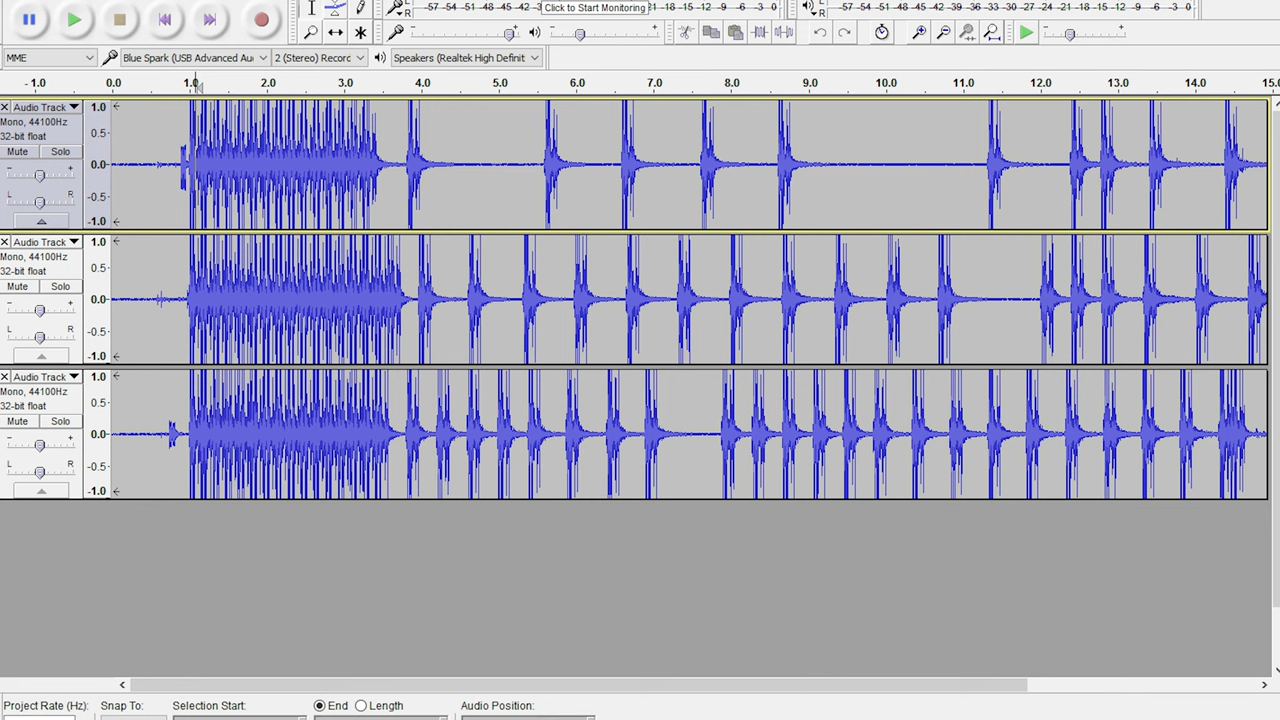 L
R
-57 -54 -51 -48 -45 -42 Click to Start Monitoring -18 -15 -12 -9 -6 -3 0
L
R
-57 -54 -51 -48 -45 -42 -39 -36 -33 -30 -27 -24 -21 -18 -15 -12 -9 -6 -3 0
MME Blue Spark (USB Advanced Au 2 (Stereo) Record Speakers (Realtek High Definit
-1.0 0.0 1.0 2.0 3.0 4.0 5.0 6.0 7.0 8.0 9.0 10.0 11.0 12.0 13.0 14.0 15.0
Audio Track 1.0
Mono, 44100Hz
32-bit float 0.5
Mute Solo
- + 0.0
L R -0.5
-1.0
Audio Track 1.0
Mono, 44100Hz
32-bit float 0.5
Mute Solo
- + 0.0
L R -0.5
-1.0
Audio Track 1.0
Mono, 44100Hz
32-bit float 0.5
Mute Solo
- + 0.0
L R -0.5
-1.0
Project Rate (Hz): Snap To: Selection Start: End Length Audio Position: